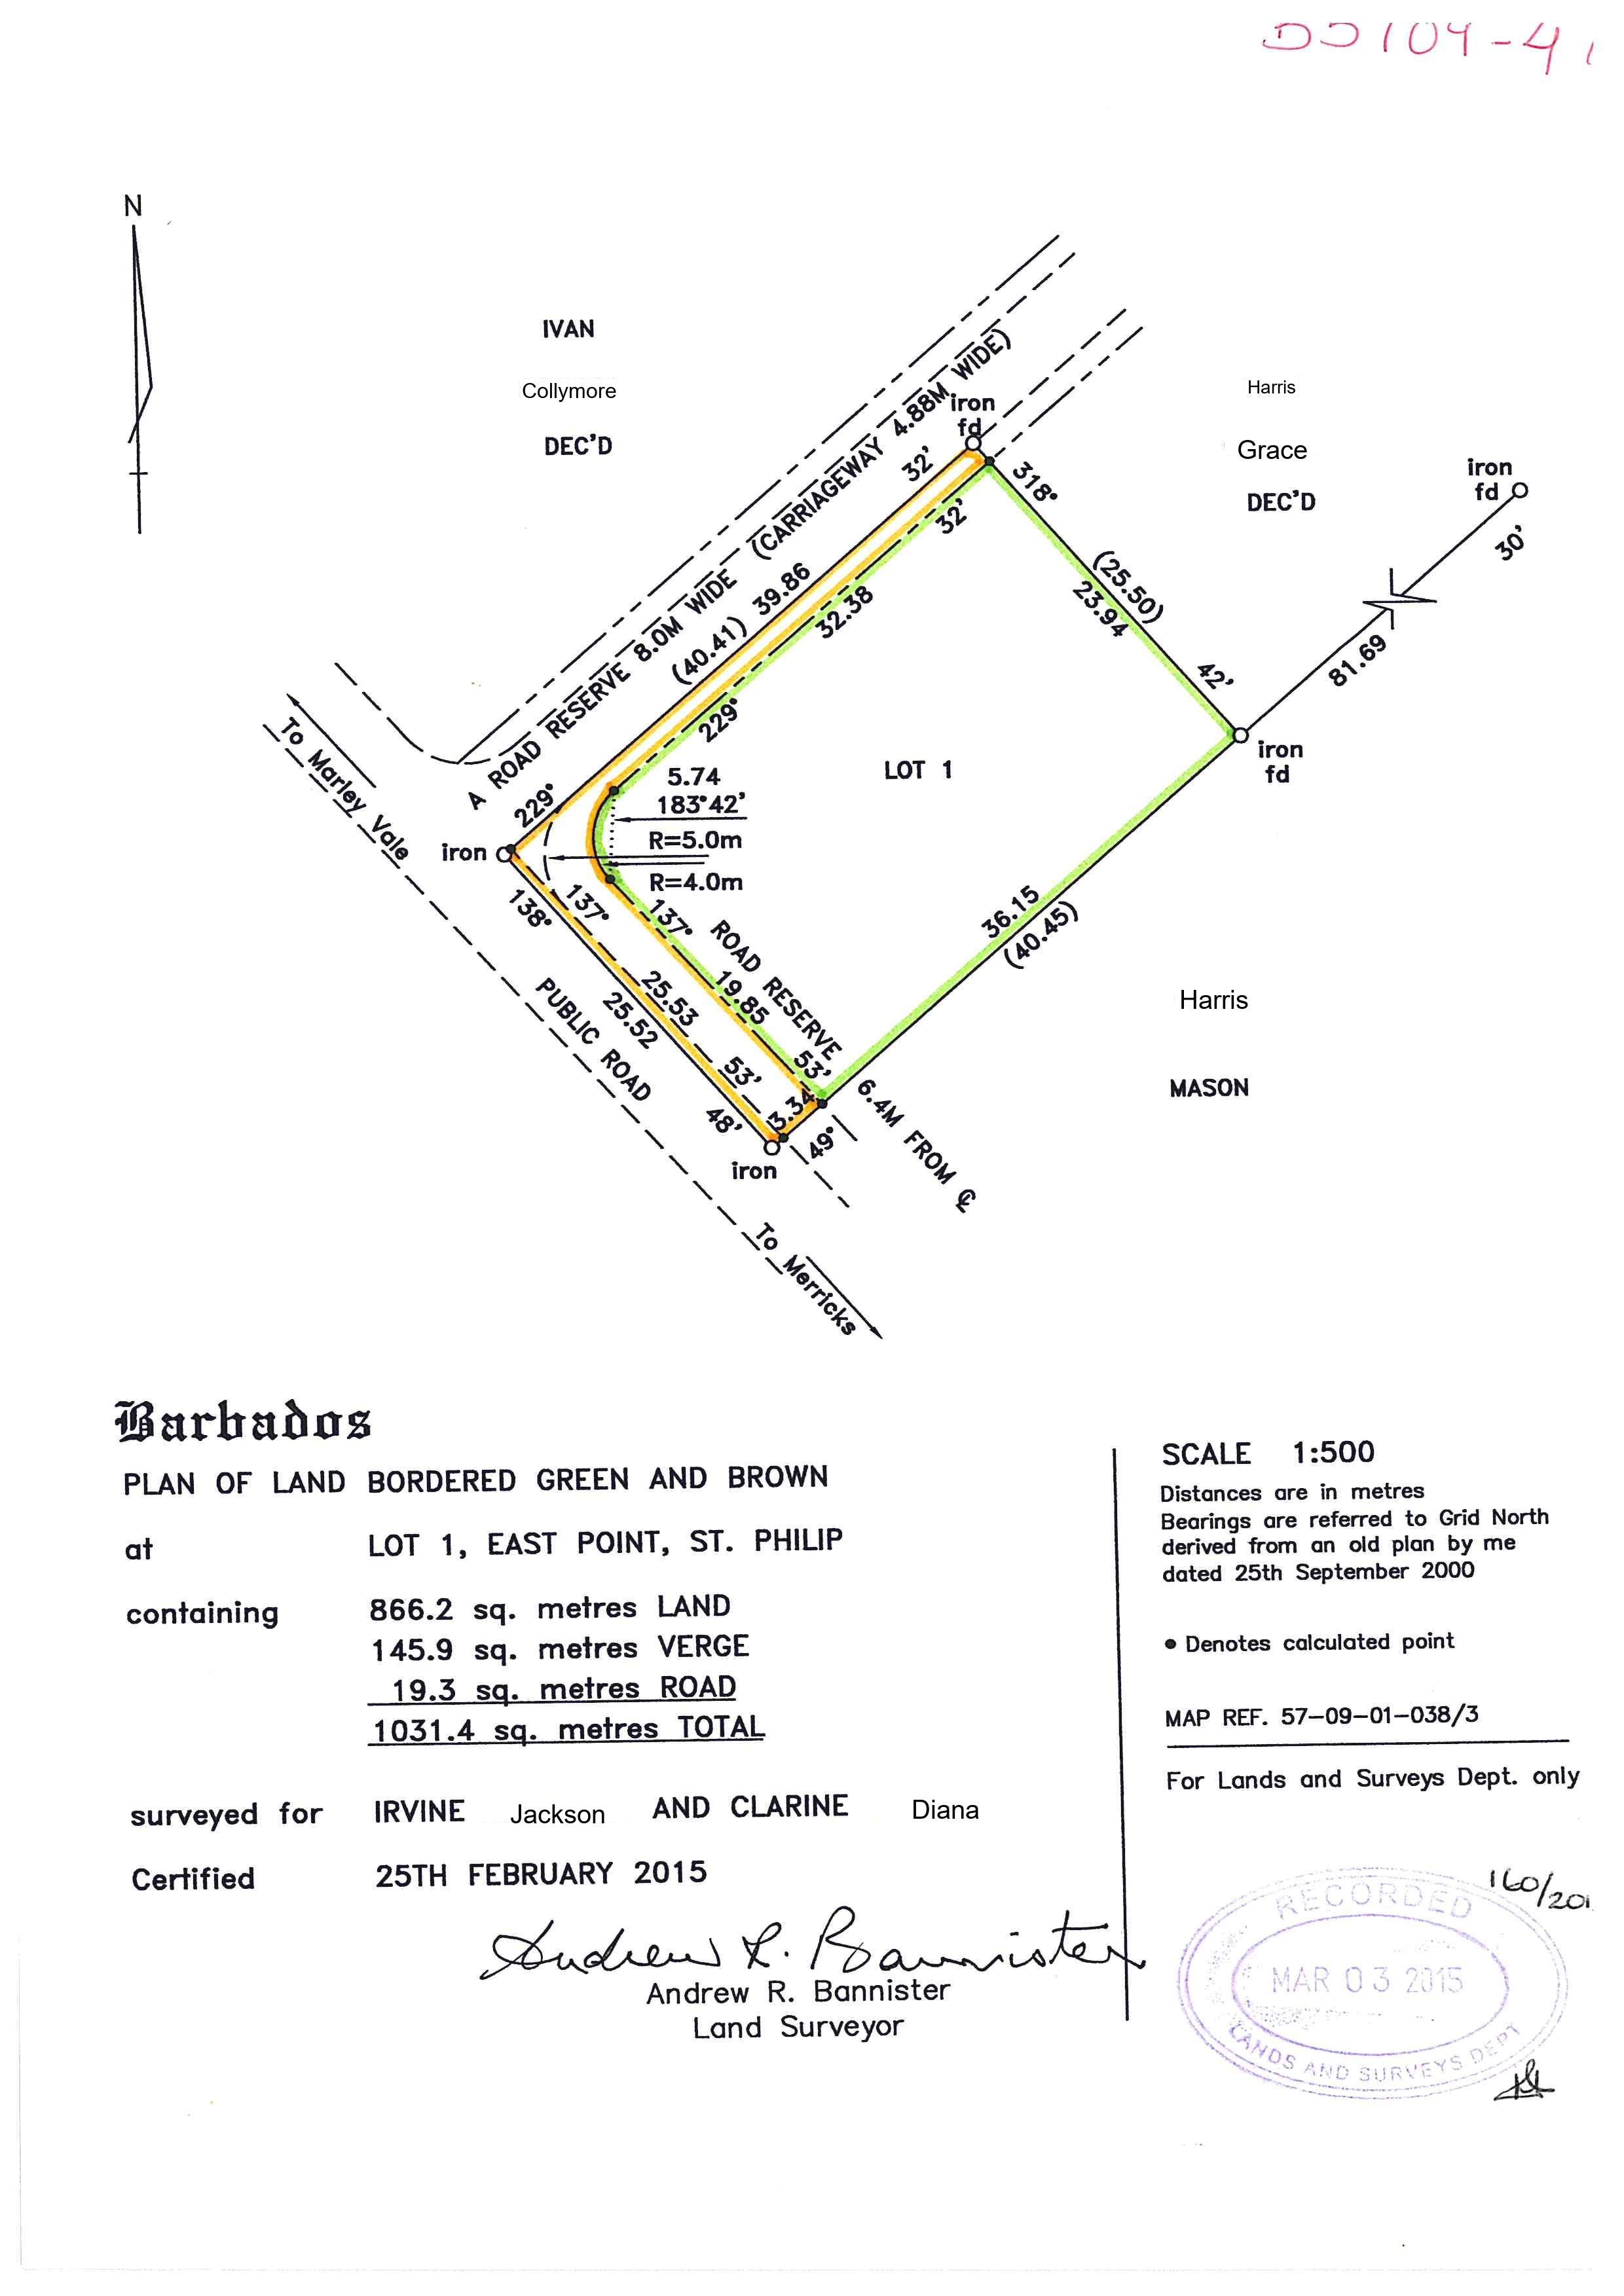 DD104-41
N
IVAN
Collymore
DEC'D
A ROAD RESERVE 8.0M WIDE (CARRIAGEWAY 4.88M WIDE)
iron
fd
Harris
Grace
DEC'D
iron
fd
30'
81.69
32'
318°
32'
(25.50)
23.94
42'
(40.41) 39.86
32.38
229°
229°
iron
fd
LOT 1
5.74
183°42'
R=5.0m
R=4.0m
iron
To Marley Vale
138°
137°
137°
ROAD RESERVE
6.4M FROM ℄
36.15
(40.45)
25.53
25.52
19.85
53'
53'
48'
3.34
49°
iron
PUBLIC ROAD
To Merricks
Harris
MASON
Barbados
PLAN OF LAND BORDERED GREEN AND BROWN
at LOT 1, EAST POINT, ST. PHILIP
containing 866.2 sq. metres LAND
145.9 sq. metres VERGE
19.3 sq. metres ROAD
1031.4 sq. metres TOTAL
surveyed for IRVINE Jackson AND CLARINE Diana
Certified 25TH FEBRUARY 2015
Andrew R. Bannister
Andrew R. Bannister
Land Surveyor
SCALE 1:500
Distances are in metres
Bearings are referred to Grid North
derived from an old plan by me
dated 25th September 2000
• Denotes calculated point
MAP REF. 57-09-01-038/3
For Lands and Surveys Dept. only
160/201
RECORDED
MAR 03 2015
LANDS AND SURVEYS DEPT